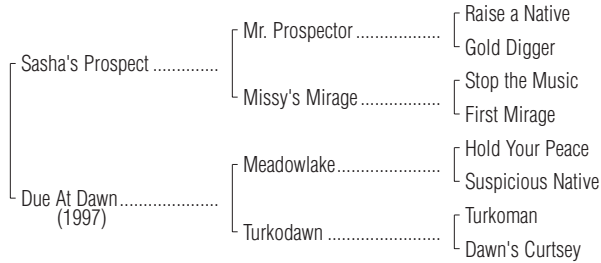 Raise a Native
Mr. Prospector ..................
Gold Digger
Sasha's Prospect ..............
Stop the Music
Missy's Mirage .................
First Mirage
Hold Your Peace
Meadowlake......................
Suspicious Native
Due At Dawn.....................
(1997)
Turkoman
Turkodawn ........................
Dawn's Curtsey